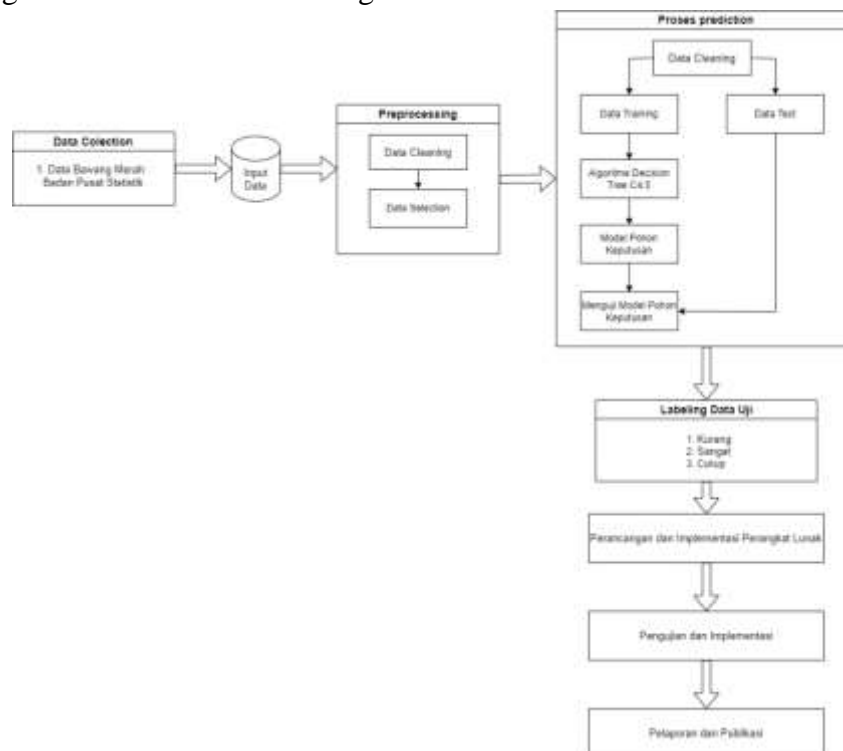 Proses prediction
Data Cleaning
Data Training
Data Test
Preprocessing
Data Colection
1. Data Bawang Merah
Badan Pusat Statistik
Input
Data
Data Cleaning
Data Selection
Algoritma Decision
Tree C4.5
Model Pohon
Keputusan
Menguji Model Pohon
Keputusan
Labeling Data Uji
1. Kurang
2. Sangat
3. Cukup
Perancangan dan Implementasi Perangkat Lunak
Pengujian dan Implementasi
Pelaporan dan Publikasi